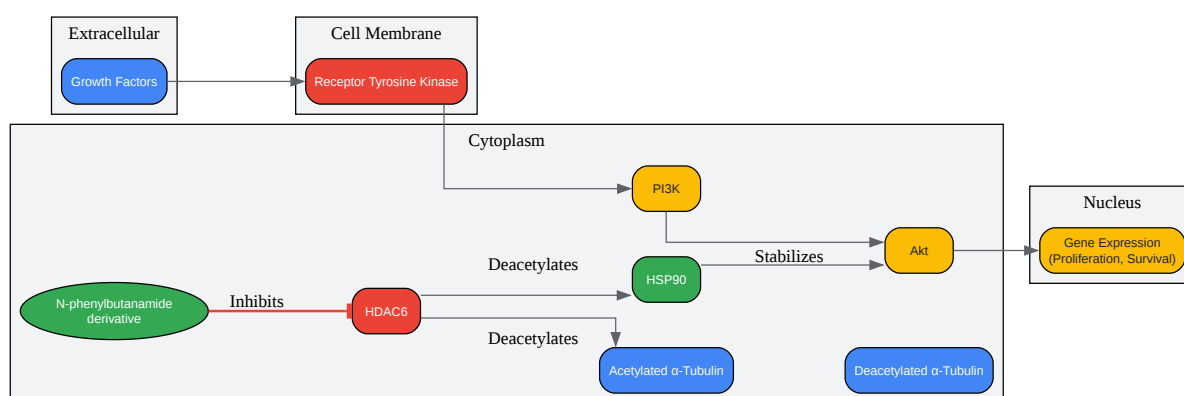 Extracellular
Cell Membrane
Growth Factors
Receptor Tyrosine Kinase
Cytoplasm
PI3K
Nucleus
Gene Expression
(Proliferation, Survival)
Akt
Stabilizes
Deacetylates
HSP90
N-phenylbutanamide
derivative
Inhibits
HDAC6
Deacetylates
Acetylated α-Tubulin
Deacetylated α-Tubulin